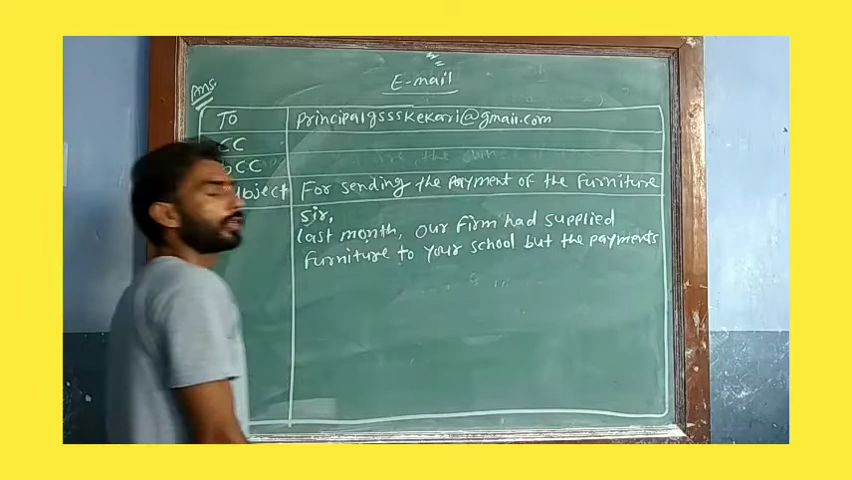 E-mail
Ans.
To principalgssskekari@gmail.com
CC
bCC
Subject For sending the payment of the furniture
Sir,
last month, our firm had supplied
furniture to your school but the payments